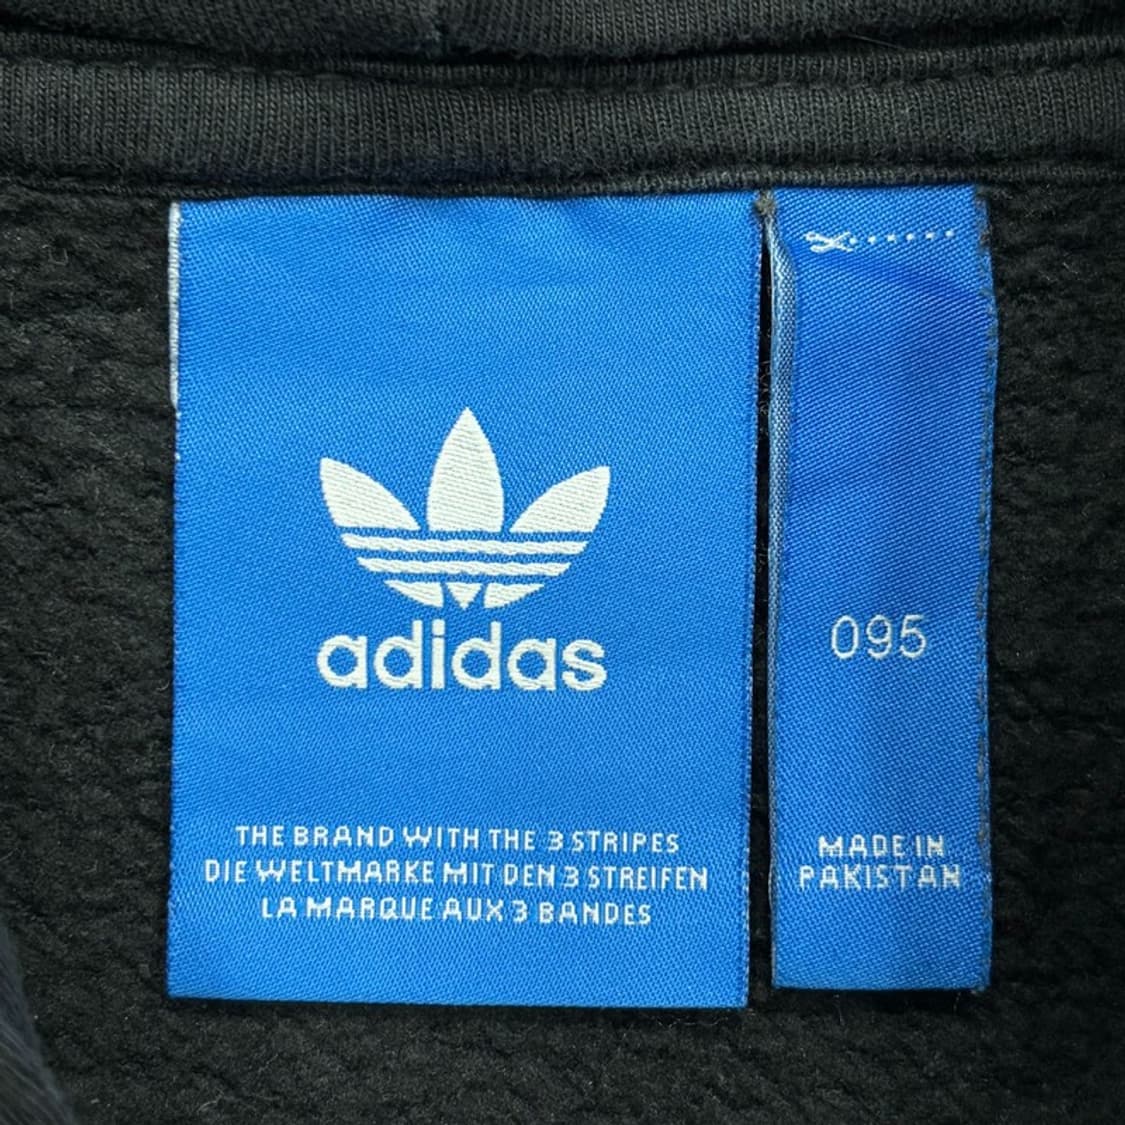 adidas
THE BRAND WITH THE 3 STRIPES
DIE WELTMARKE MIT DEN 3 STREIFEN
LA MARQUE AUX 3 BANDES
095
MADE IN
PAKISTAN